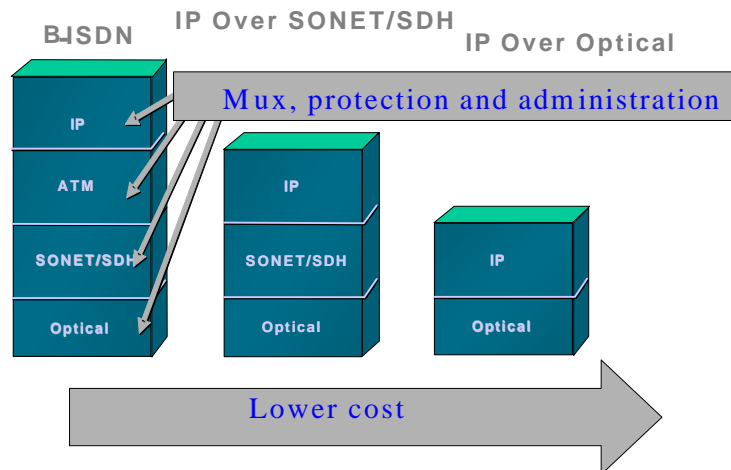 B-ISDN
IP Over SONET/SDH
IP Over Optical
Mux, protection and administration
IP
ATM
SONET/SDH
Optical
IP
SONET/SDH
Optical
IP
Optical
Lower cost